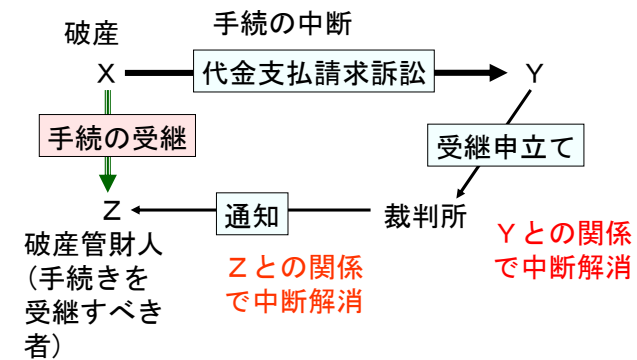 手続の中断
破産
X
代金支払請求訴訟
Y
手続の受継
受継申立て
Z
通知
裁判所
破産管財人
(手続きを
受継すべき
者)
Zとの関係
で中断解消
Yとの関係
で中断解消